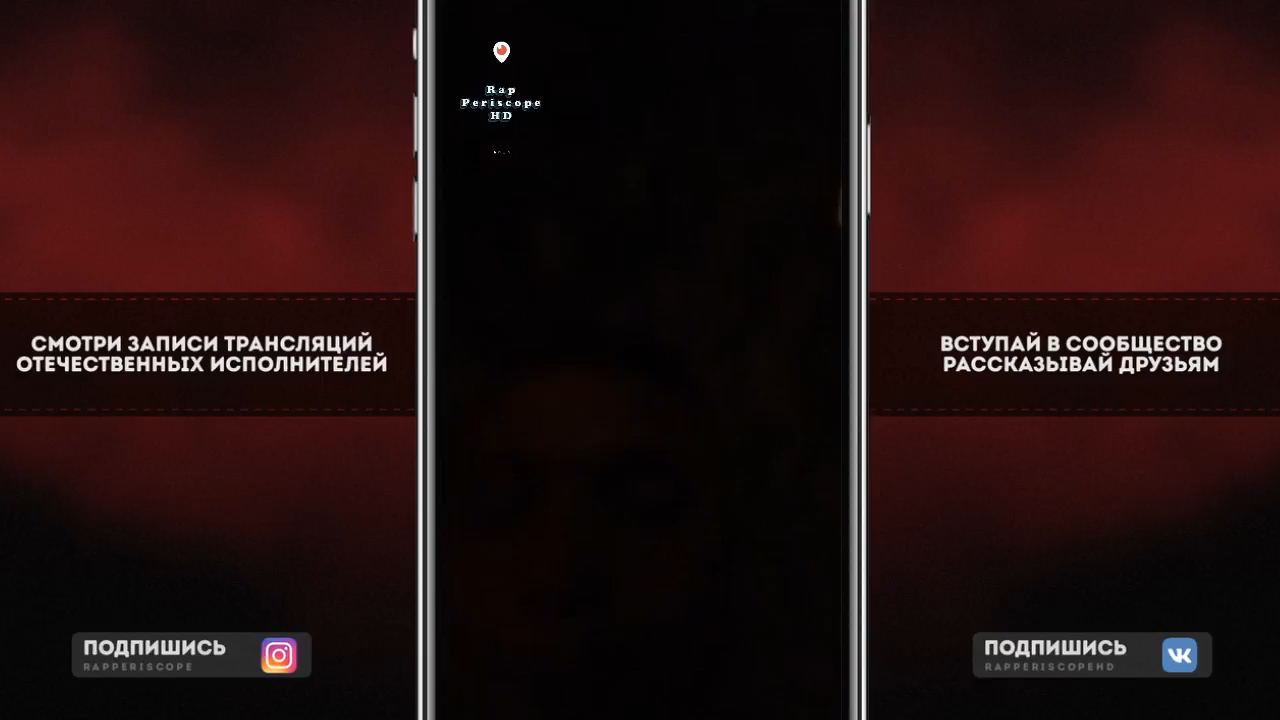 Rap
Periscope
HD
СМОТРИ ЗАПИСИ ТРАНСЛЯЦИЙ
ОТЕЧЕСТВЕННЫХ ИСПОЛНИТЕЛЕЙ
ВСТУПАЙ В СООБЩЕСТВО
РАССКАЗЫВАЙ ДРУЗЬЯМ
ПОДПИШИСЬ
RAPPERISCOPE
ПОДПИШИСЬ
RAPPERISCOPEHD